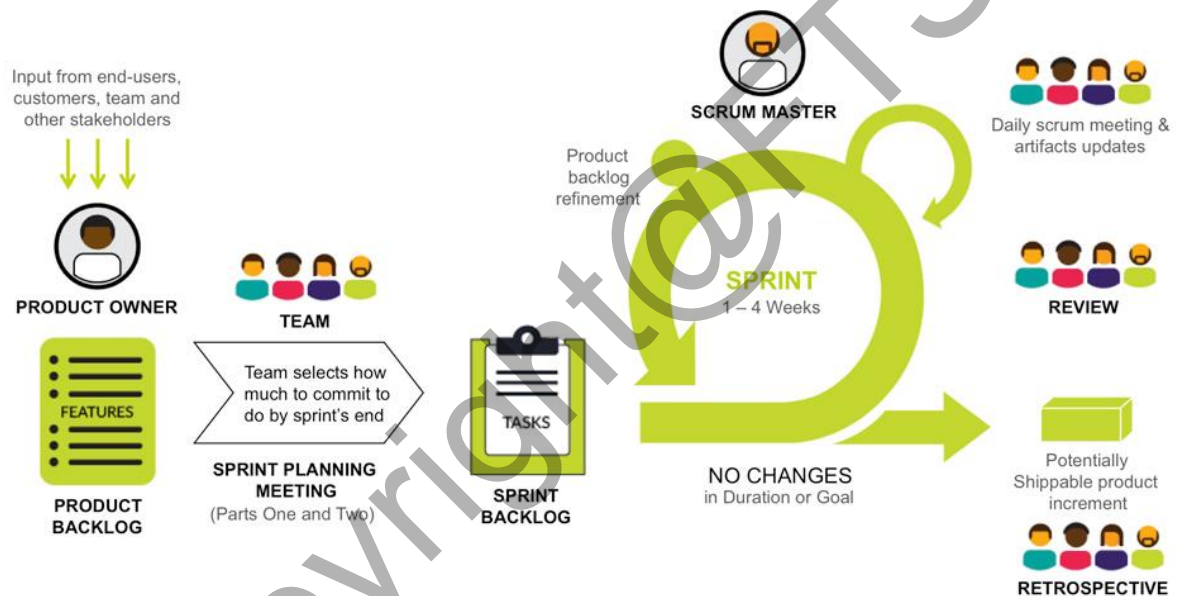 Input from end-users,
customers, team and
other stakeholders
PRODUCT OWNER
FEATURES
PRODUCT
BACKLOG
TEAM
Team selects how
much to commit to
do by sprint's end
SPRINT PLANNING
MEETING
(Parts One and Two)
TASKS
SPRINT
BACKLOG
SCRUM MASTER
Product
backlog
refinement
SPRINT
1 – 4 Weeks
NO CHANGES
in Duration or Goal
Daily scrum meeting &
artifacts updates
REVIEW
Potentially
Shippable product
increment
RETROSPECTIVE